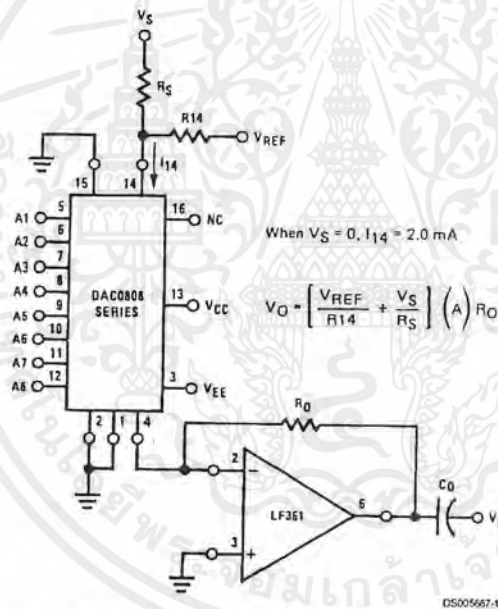 VS
RS
R14
VREF
I14
15
14
A1 5
16 NC
A2 6
A3 7
When VS = 0, I14 = 2.0 mA
A4 8
DAC0808
SERIES
13 VCC
A5 9
VO = [VREF/R14 + VS/RS] (A) RO
A6 10
A7 11
A8 12
3 VEE
2 1 4
RO
2 −
LF351
6
CO
3 +
DS005687-1